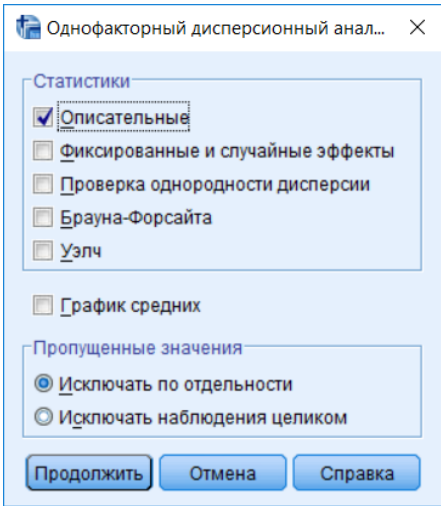 Однофакторный дисперсионный анал...
Статистики
Описательные
Фиксированные и случайные эффекты
Проверка однородности дисперсии
Брауна-Форсайта
Уэлч
График средних
Пропущенные значения
Исключать по отдельности
Исключать наблюдения целиком
Продолжить Отмена Справка